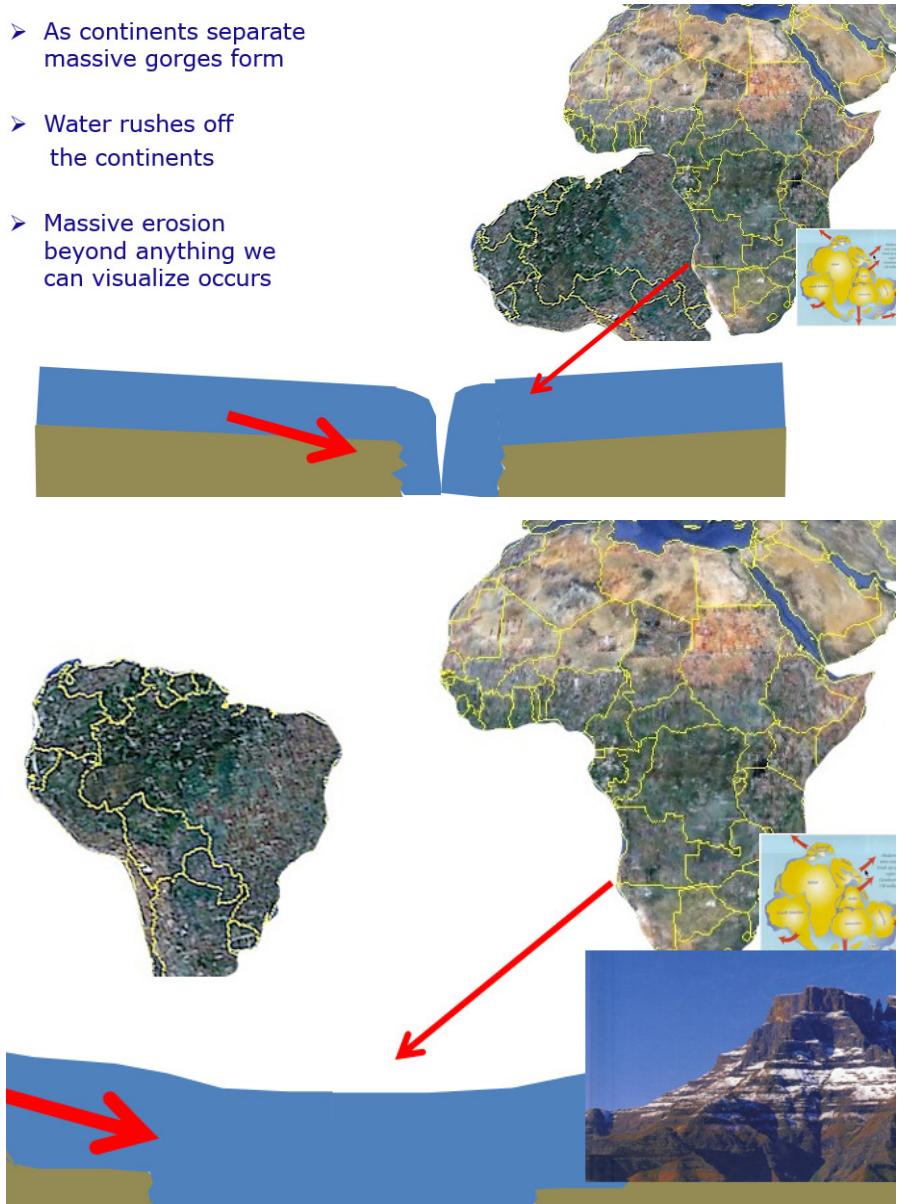 ➢ As continents separate
massive gorges form
➢ Water rushes off
the continents
➢ Massive erosion
beyond anything we
can visualize occurs